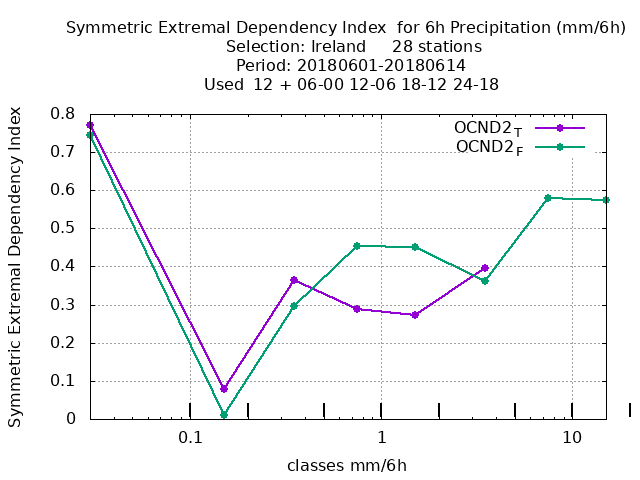 Symmetric Extremal Dependency Index  for 6h Precipitation (mm/6h)
Selection: Ireland     28 stations
Period: 20180601-20180614
Used  12 + 06-00 12-06 18-12 24-18
Symmetric Extremal Dependency Index
0.8
0.7
0.6
0.5
0.4
0.3
0.2
0.1
0
OCND2T
OCND2F
0.1
1
10
classes mm/6h